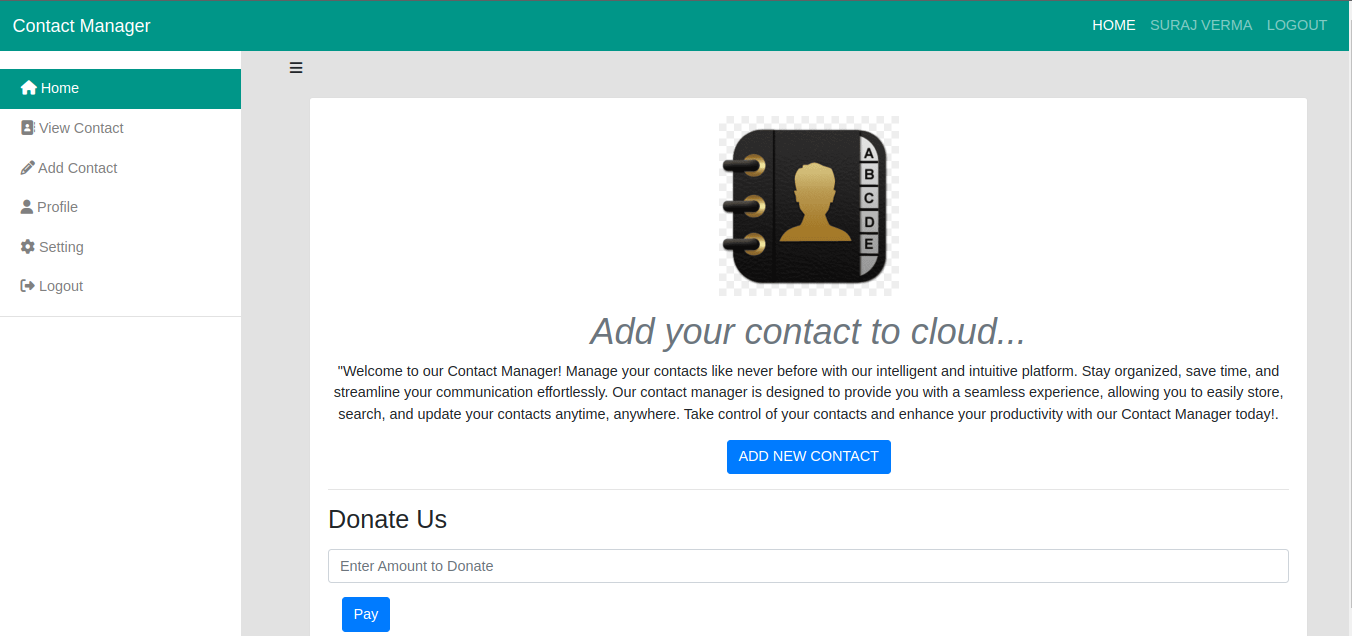 Contact Manager
HOME SURAJ VERMA LOGOUT
Home
View Contact
Add Contact
Profile
Setting
Logout
A
B
C
D
E
Add your contact to cloud...
"Welcome to our Contact Manager! Manage your contacts like never before with our intelligent and intuitive platform. Stay organized, save time, and
streamline your communication effortlessly. Our contact manager is designed to provide you with a seamless experience, allowing you to easily store,
search, and update your contacts anytime, anywhere. Take control of your contacts and enhance your productivity with our Contact Manager today!.
ADD NEW CONTACT
Donate Us
Enter Amount to Donate
Pay